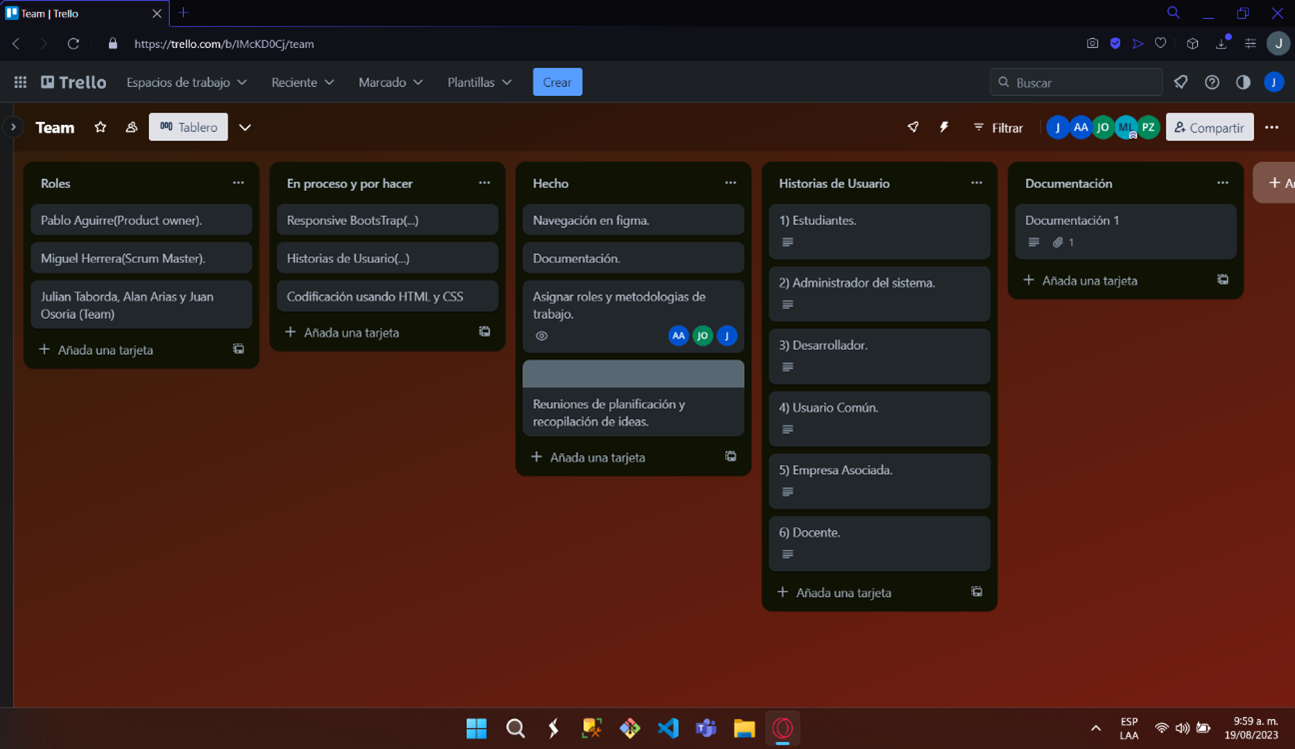 Team | Trello
https://trello.com/b/IMcKD0Cj/team
J
Trello
Espacios de trabajo
Reciente
Marcado
Plantillas
Crear
Buscar
J
Team
Tablero
Filtrar
J
AA
JO
ML
PZ
Compartir
Roles
Pablo Aguirre(Product owner).
Miguel Herrera(Scrum Master).
Julian Taborda, Alan Arias y Juan
Osoria (Team)
Añada una tarjeta
En proceso y por hacer
Responsive BootsTrap(...)
Historias de Usuario(...)
Codificación usando HTML y CSS
Añada una tarjeta
Hecho
Navegación en figma.
Documentación.
Asignar roles y metodologias de
trabajo.
AA
JO
J
Reuniones de planificación y
recopilación de ideas.
Añada una tarjeta
Historias de Usuario
1) Estudiantes.
2) Administrador del sistema.
3) Desarrollador.
4) Usuario Común.
5) Empresa Asociada.
6) Docente.
Añada una tarjeta
Documentación
Documentación 1
1
Añada una tarjeta
ESP
LAA
9:59 a. m.
19/08/2023